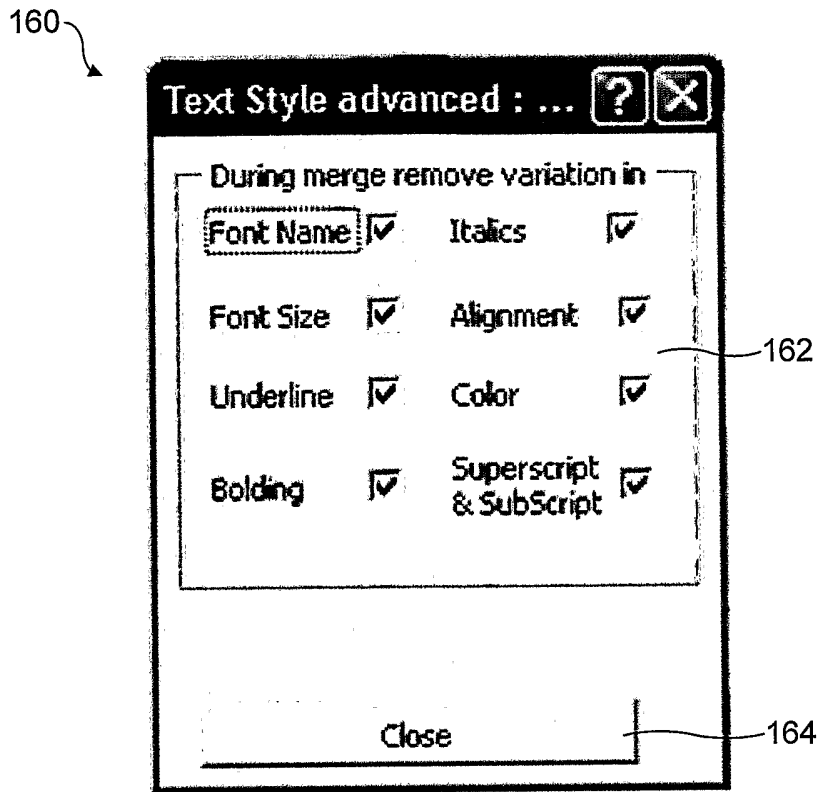 160
Text Style advanced : ... ? X
During merge remove variation in
Font Name Italics
Font Size Alignment
162
Underline Color
Bolding Superscript
& SubScript
Close 164